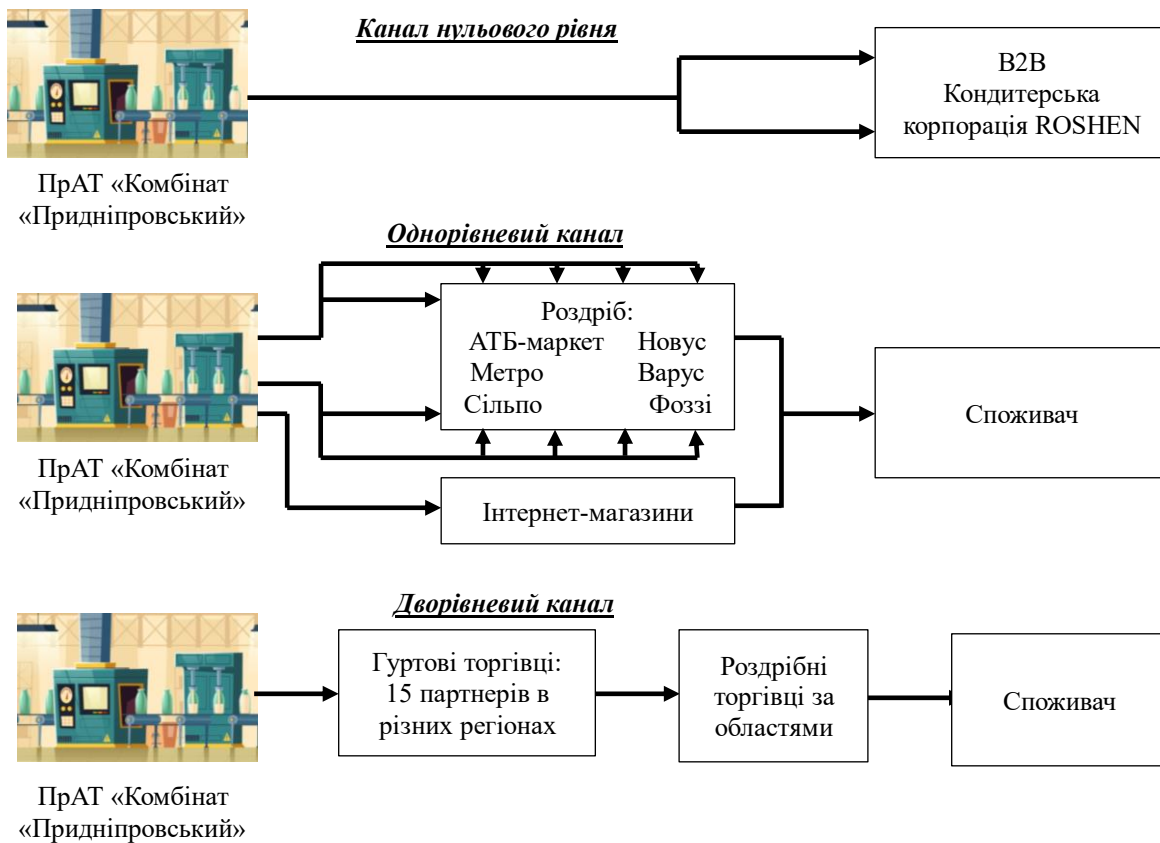 Канал нульового рівня
B2B
Кондитерська
корпорація ROSHEN
ПрАТ «Комбінат
«Придніпровський»
Однорівневий канал
Роздріб:
АТБ-маркет Новус
Метро Варус
Сільпо Фоззі
Споживач
ПрАТ «Комбінат
«Придніпровський»
Інтернет-магазини
Дворівневий канал
Гуртові торгівці:
15 партнерів в
різних регіонах
Роздрібні
торгівці за
областями
Споживач
ПрАТ «Комбінат
«Придніпровський»